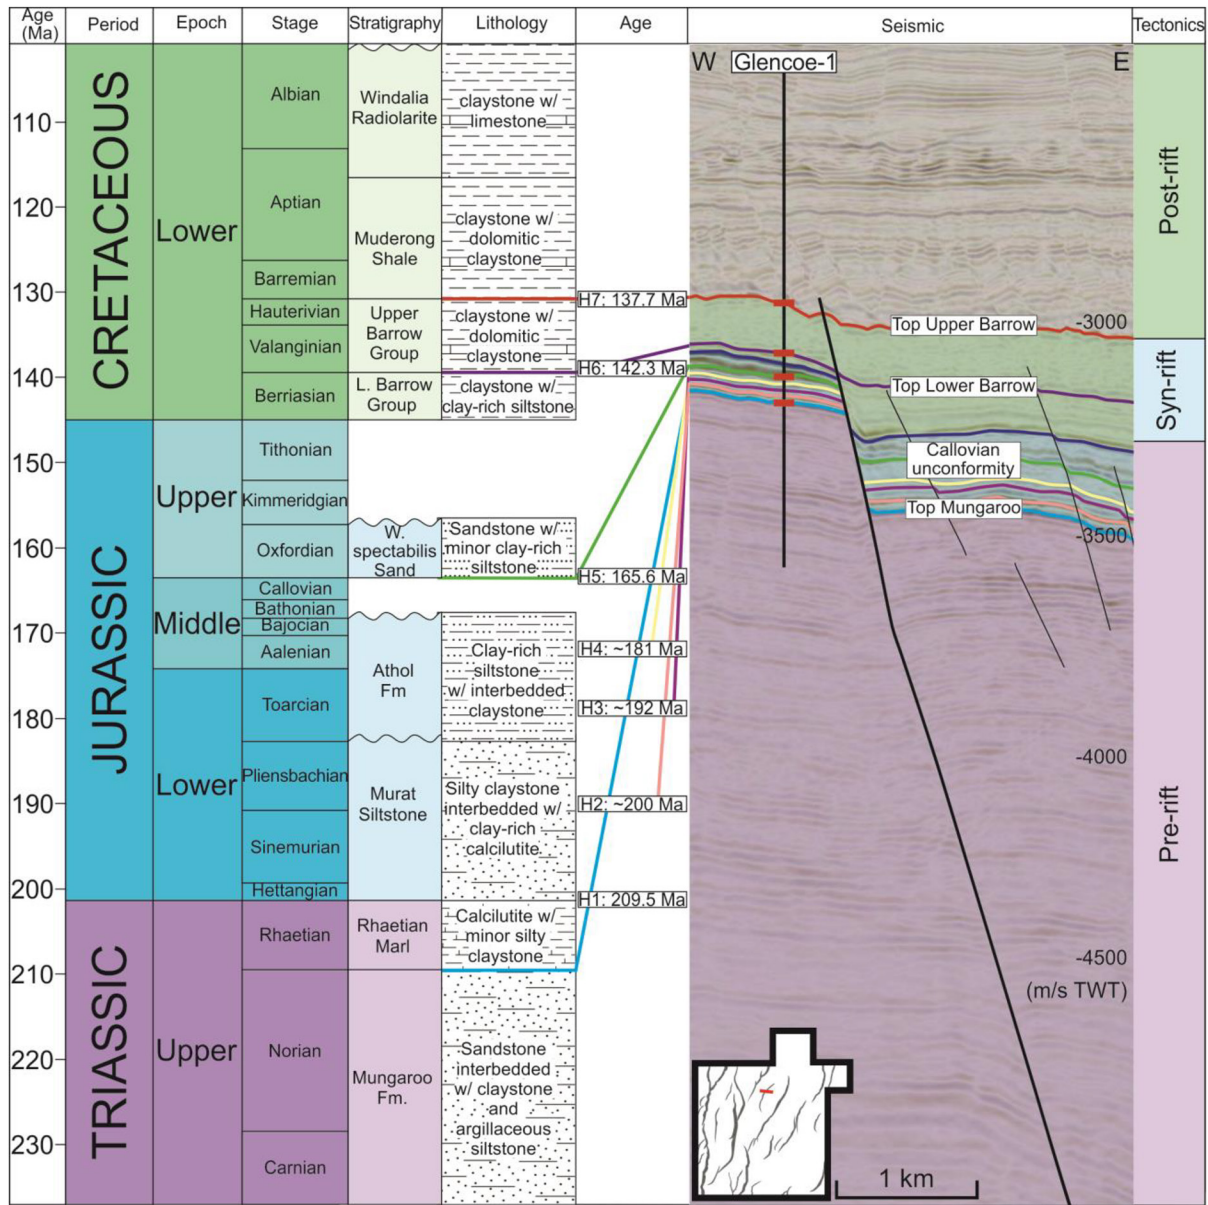 Age
(Ma)
Period
Epoch
Stage
Stratigraphy
Lithology
Age
Seismic
Tectonics
110
120
130
140
150
160
170
180
190
200
210
220
230
CRETACEOUS
JURASSIC
TRIASSIC
Lower
Upper
Middle
Lower
Upper
Albian
Aptian
Barremian
Hauterivian
Valanginian
Berriasian
Tithonian
Kimmeridgian
Oxfordian
Callovian
Bathonian
Bajocian
Aalenian
Toarcian
Pliensbachian
Sinemurian
Hettangian
Rhaetian
Norian
Carnian
Windalia
Radiolarite
Muderong
Shale
Upper
Barrow
Group
L. Barrow
Group
W.
spectabilis
Sand
Athol
Fm
Murat
Siltstone
Rhaetian
Marl
Mungaroo
Fm.
claystone w/
limestone
claystone w/
dolomitic
claystone
claystone w/
dolomitic
claystone
claystone w/
clay-rich siltstone
Sandstone w/
minor clay-rich
siltstone
Clay-rich
siltstone
w/ interbedded
claystone
Silty claystone
interbedded w/
clay-rich
calcilutite
Calcilutite w/
minor silty
claystone
Sandstone
interbedded
w/ claystone
and
argillaceous
siltstone
H7: 137.7 Ma
H6: 142.3 Ma
H5: 165.6 Ma
H4: ~181 Ma
H3: ~192 Ma
H2: ~200 Ma
H1: 209.5 Ma
W
Glencoe-1
E
Top Upper Barrow
-3000
Top Lower Barrow
Callovian
unconformity
Top Mungaroo
-3500
-4000
-4500
(m/s TWT)
1 km
Post-rift
Syn-rift
Pre-rift